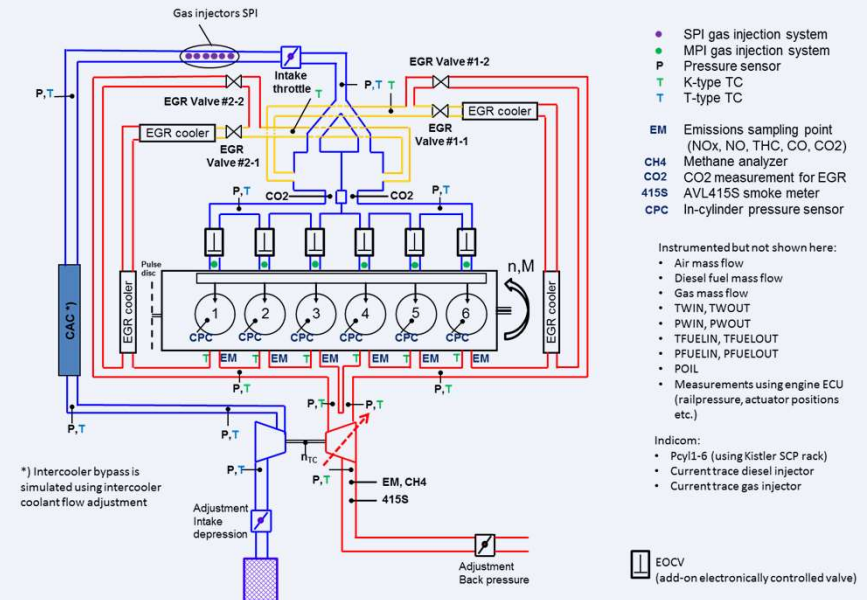 Gas injectors SPI
Intake
throttle
P,T
EGR Valve #1-2
P,T T
EGR Valve #2-2
T
P,T
EGR cooler
EGR
Valve #2-1
EGR cooler
EGR
Valve #1-1
P,T
CO2
CO2
P,T
Pulse
disc
n,M
CAC *)
EGR cooler
EGR cooler
1 2 3 4 5 6
CPC CPC CPC CPC CPC CPC
T EM T EM T EM T EM T EM T EM
P,T
P,T
P,T
P,T
P,T
P,T
nTC
P,T
P,T
EM, CH4
415S
*) Intercooler bypass is
simulated using intercooler
coolant flow adjustment
Adjustment
Intake
depression
Adjustment
Back pressure
SPI gas injection system
MPI gas injection system
P Pressure sensor
T K-type TC
T T-type TC
EM Emissions sampling point
(NOx, NO, THC, CO, CO2)
CH4 Methane analyzer
CO2 CO2 measurement for EGR
415S AVL415S smoke meter
CPC In-cylinder pressure sensor
Instrumented but not shown here:
• Air mass flow
• Diesel fuel mass flow
• Gas mass flow
• TWIN, TWOUT
• PWIN, PWOUT
• TFUELIN, TFUELOUT
• PFUELIN, PFUELOUT
• POIL
• Measurements using engine ECU
(railpressure, actuator positions
etc.)
Indicom:
• Pcyl1-6 (using Kistler SCP rack)
• Current trace diesel injector
• Current trace gas injector
EOCV
(add-on electronically controlled valve)